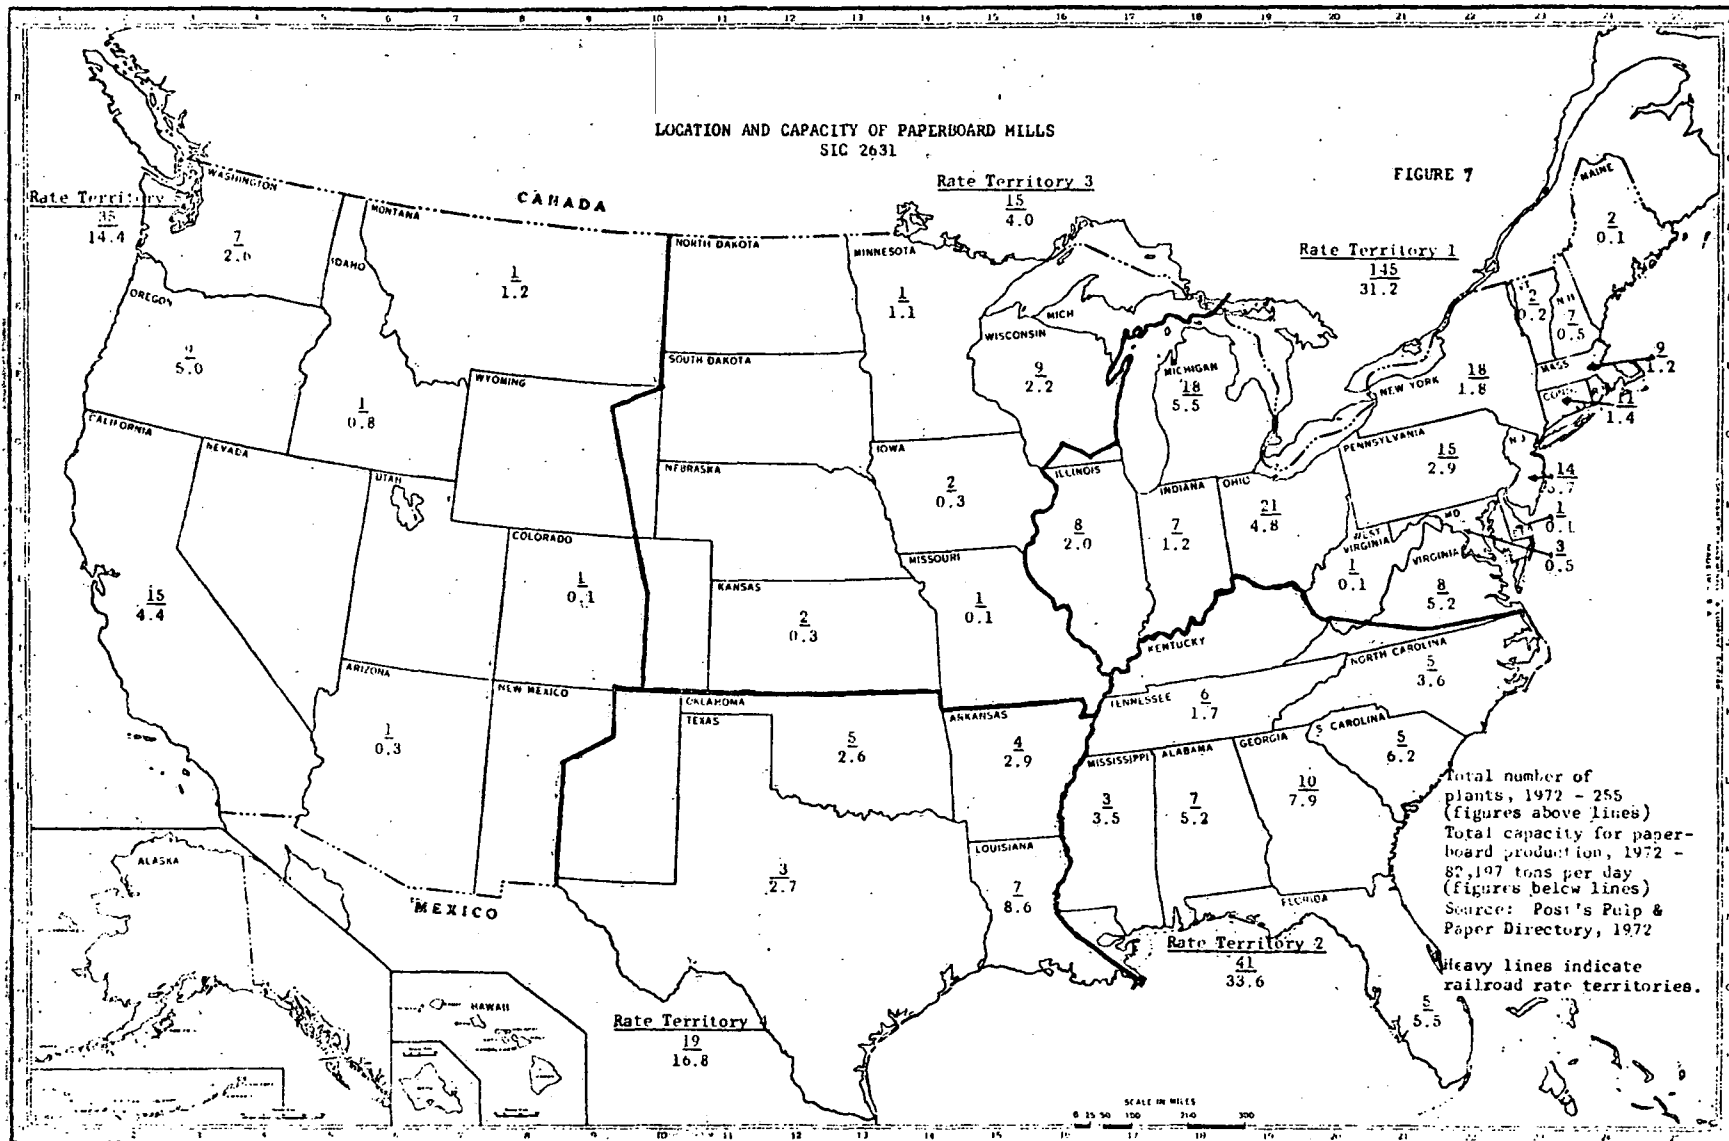 LOCATION AND CAPACITY OF PAPERBOARD MILLS
SIC 2631
FIGURE 7
CANADA
Rate Territory
35
14.4
Rate Territory 3
15
4.0
Rate Territory 1
145
31.2
WASHINGTON
7
MONTANA
1
1.2
IDAHO
1
0.8
NORTH DAKOTA
MINNESOTA
1
1.1
MAINE
2
0.1
OREGON
5.0
WYOMING
SOUTH DAKOTA
WISCONSIN
9
2.2
MICH
MICHIGAN
18
5.5
2
0.2
N H
7
0.5
MASS
9
1.2
NEW YORK
18
1.8
11
1.4
CALIFORNIA
15
4.4
NEVADA
UTAH
COLORADO
1
0.1
NEBRASKA
IOWA
2
0.3
ILLINOIS
8
2.0
INDIANA
7
1.2
OHIO
21
4.8
PENNSYLVANIA
15
2.9
N J
14
1
0.1
MD
3
0.5
WEST
VIRGINIA
1
0.1
VIRGINIA
8
5.2
KANSAS
2
0.3
MISSOURI
1
0.1
KENTUCKY
ARIZONA
1
0.3
NEW MEXICO
OKLAHOMA
5
2.6
TEXAS
3
2.7
ARKANSAS
4
2.9
TENNESSEE
6
1.7
NORTH CAROLINA
5
3.6
S CAROLINA
5
6.2
MISSISSIPPI
3
3.5
ALABAMA
7
5.2
GEORGIA
10
7.9
LOUISIANA
7
8.6
FLORIDA
5
5.5
Rate Territory 2
41
33.6
Rate Territory
19
16.8
ALASKA
MEXICO
HAWAII
Total number of
plants, 1972 - 255
(figures above lines)
Total capacity for paper-
board production, 1972 -
tons per day
(figures below lines)
Source: Post's Pulp &
Paper Directory, 1972
Heavy lines indicate
railroad rate territories.
SCALE IN MILES